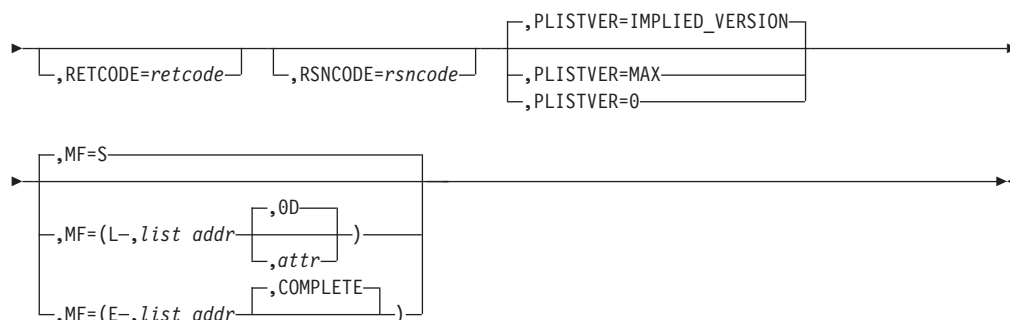 ,PLISTVER=IMPLIED_VERSION
,RETCODE=retcode ,RSNCODE=rsncode ,PLISTVER=MAX
,PLISTVER=0
,MF=S
,0D
,MF=(L ,list addr )
,attr
,COMPLETE
,MF=(E ,list addr )